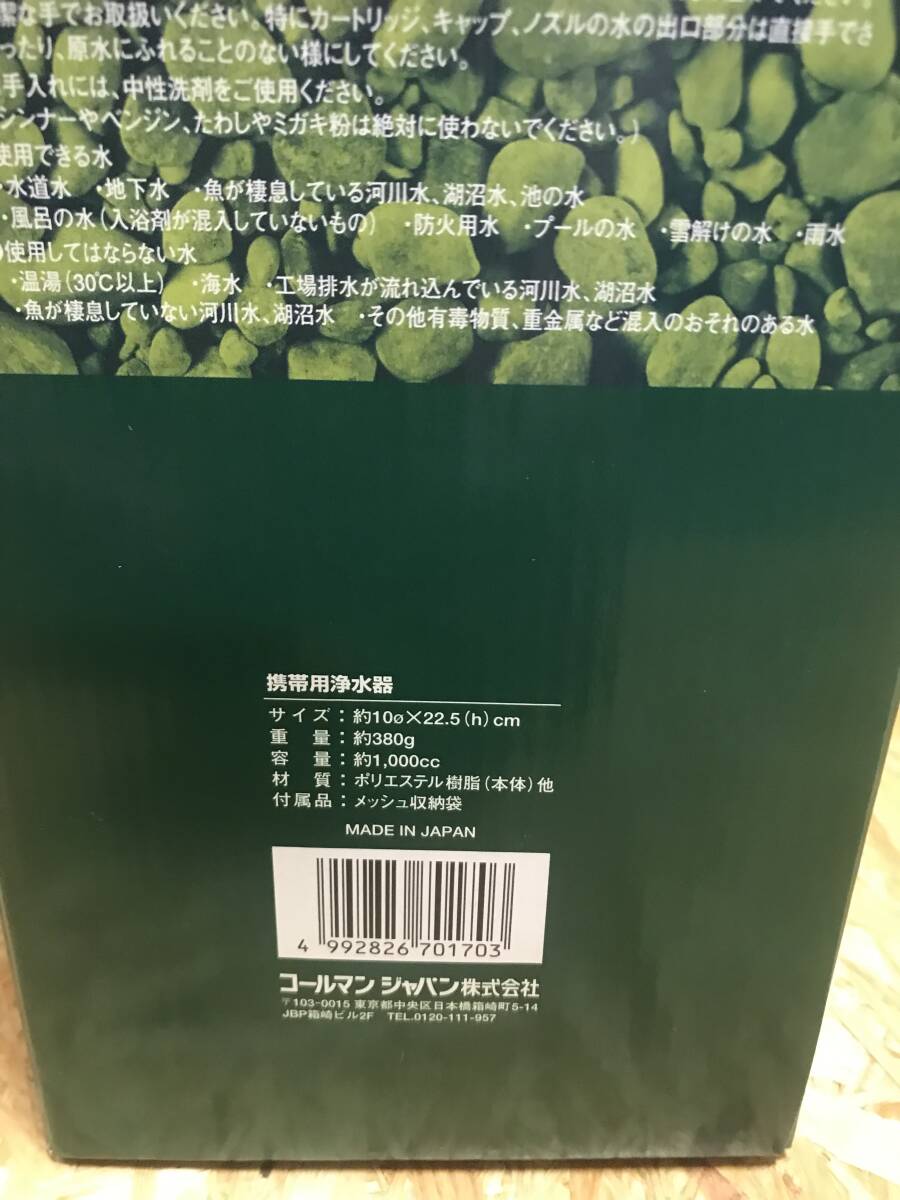 潔な手でお取扱いください。特にカートリッジ、キャップ、ノズルの水の出口部分は直接手でさ
ったり、原水にふれることのない様にしてください。
手入れには、中性洗剤をご使用ください。
シンナーやベンジン、たわしやミガキ粉は絶対に使わないでください。)
使用できる水
・水道水 ・地下水 ・魚が棲息している河川水、湖沼水、池の水
・風呂の水(入浴剤が混入していないもの) ・防火用水 ・プールの水 ・雪解けの水 ・雨水
使用してはならない水
・温湯(30℃以上) ・海水 ・工場排水が流れ込んでいる河川水、湖沼水
・魚が棲息していない河川水、湖沼水 ・その他有毒物質、重金属など混入のおそれのある水
携帯用浄水器
サイズ:約10ø×22.5(h)cm
重 量:約380g
容 量:約1,000cc
材 質:ポリエステル樹脂(本体)他
付属品:メッシュ収納袋
MADE IN JAPAN
4 992826 701703
コールマン ジャパン株式会社
〒103-0015 東京都中央区日本橋箱崎町5-14
JBP箱崎ビル2F TEL.0120-111-957